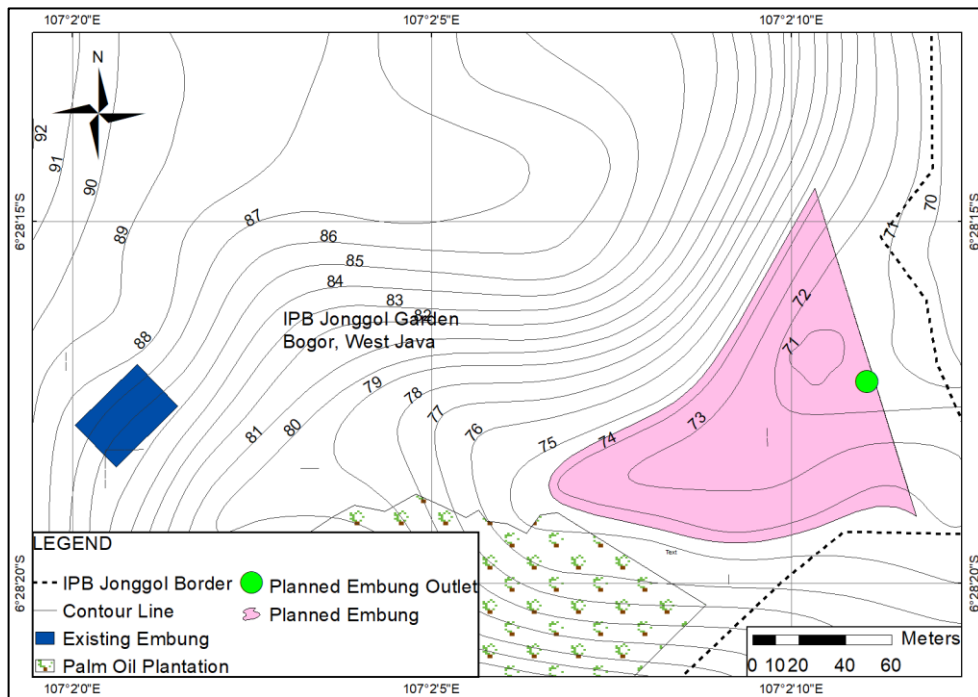 107°2'0"E 107°2'5"E 107°2'10"E
N
92
91
90
89
87
86
85
84
83
82
IPB Jonggol Garden
Bogor, West Java
88
81
80
79
78
77
76
75
74
73
72
71
71
70
6°28'15"S
6°28'15"S
6°28'20"S
6°28'20"S
Text
LEGEND
IPB Jonggol Border
Contour Line
Existing Embung
Palm Oil Plantation
Planned Embung Outlet
Planned Embung
Meters
0 10 20 40 60
107°2'0"E 107°2'5"E 107°2'10"E